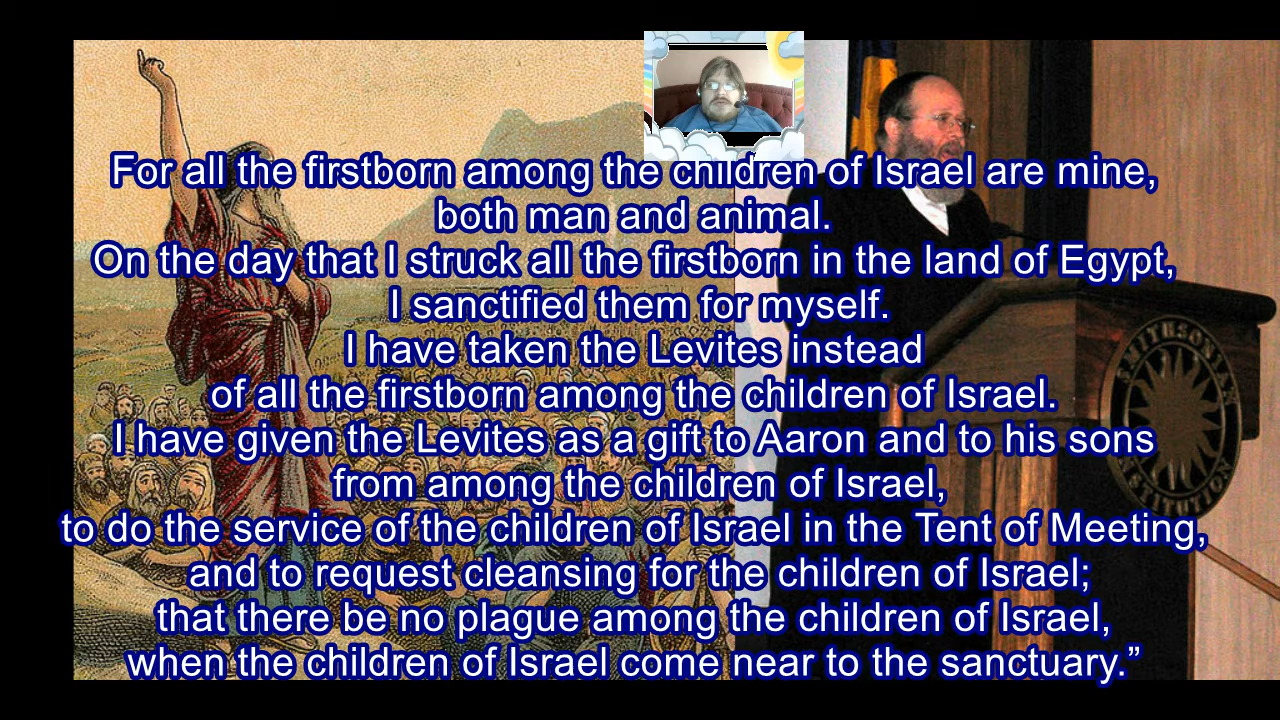 For all the firstborn among the children of Israel are mine,
both man and animal.
On the day that I struck all the firstborn in the land of Egypt,
I sanctified them for myself.
I have taken the Levites instead
of all the firstborn among the children of Israel.
I have given the Levites as a gift to Aaron and to his sons
from among the children of Israel,
to do the service of the children of Israel in the Tent of Meeting,
and to request cleansing for the children of Israel;
that there be no plague among the children of Israel,
when the children of Israel come near to the sanctuary.”
SMITHSONIAN
INSTITUTION